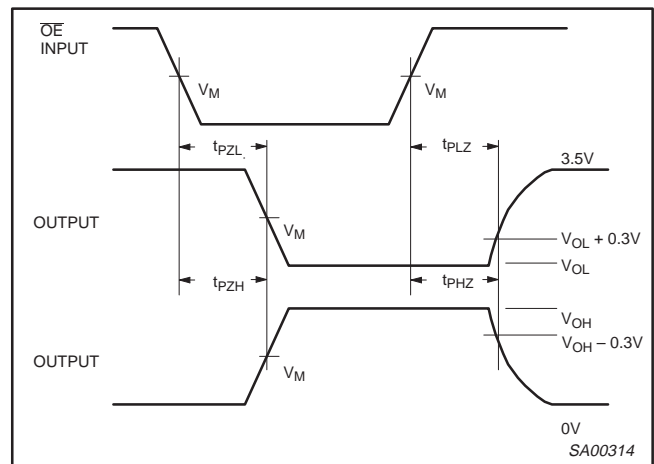 OE
INPUT
VM
VM
tPZL
tPLZ
3.5V
OUTPUT
VM
VOL + 0.3V
VOL
tPZH
tPHZ
VOH
VOH – 0.3V
OUTPUT
VM
0V
SA00314